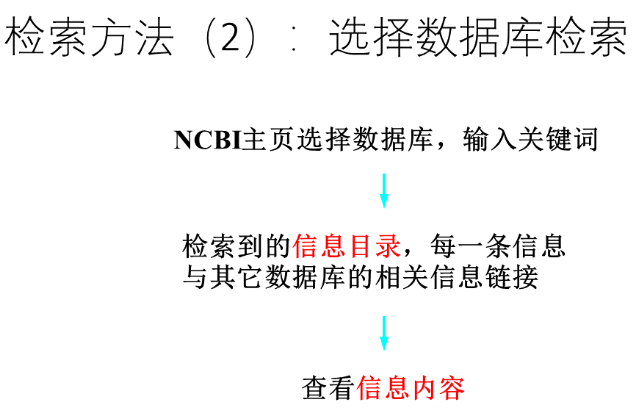 检索方法（2）：选择数据库检索
NCBI主页选择数据库，输入关键词
检索到的信息目录，每一条信息
与其它数据库的相关信息链接
查看信息内容